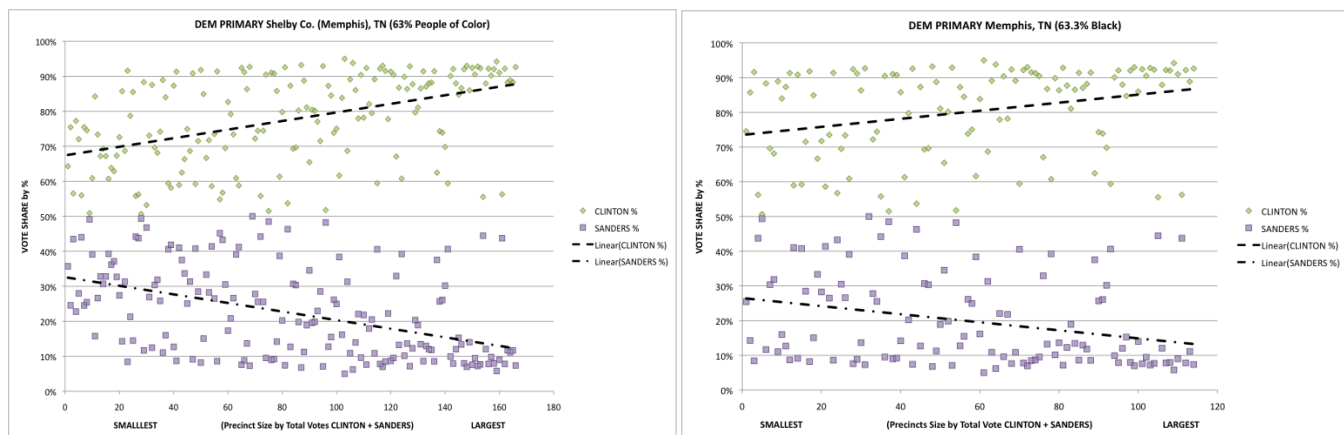 DEM PRIMARY Shelby Co. (Memphis), TN (63% People of Color)
100%
90%
80%
70%
60%
50%
40%
30%
20%
10%
0%
VOTE SHARE by %
0 20 40 60 80 100 120 140 160 180
SMALLLEST (Precinct Size by Total Votes CLINTON + SANDERS) LARGEST
CLINTON %
SANDERS %
Linear(CLINTON %)
Linear(SANDERS %)
DEM PRIMARY Memphis, TN (63.3% Black)
100%
90%
80%
70%
60%
50%
40%
30%
20%
10%
0%
VOTE SHARE by %
0 20 40 60 80 100 120
SMALLEST (Precincts Size by Total Vote CLINTON + SANDERS) LARGEST
CLINTON %
SANDERS %
Linear(CLINTON %)
Linear(SANDERS %)